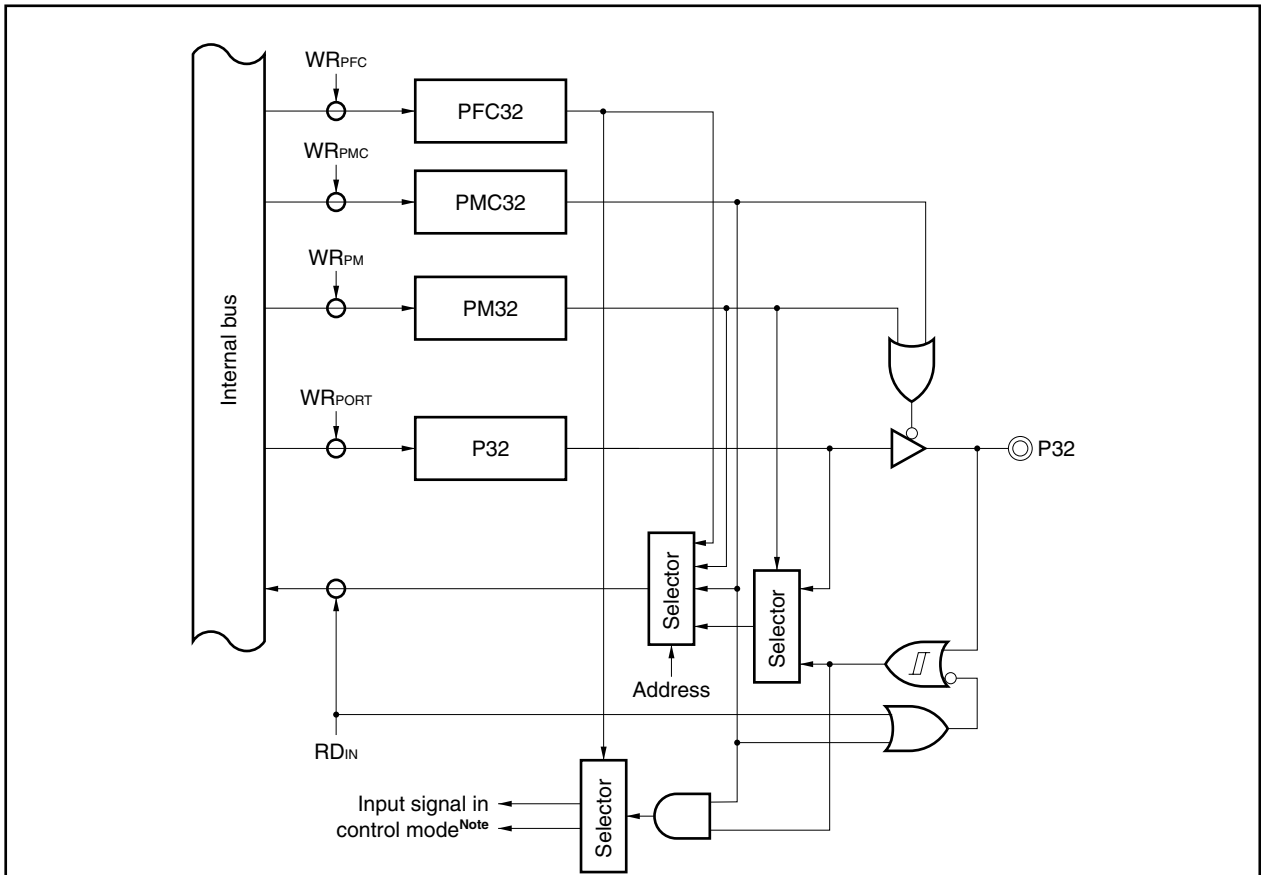 WRPFC
PFC32
WRPMC
PMC32
WRPM
PM32
Internal bus
WRPORT
P32
P32
Selector
Selector
Address
RDIN
Selector
Input signal in
control modeNote